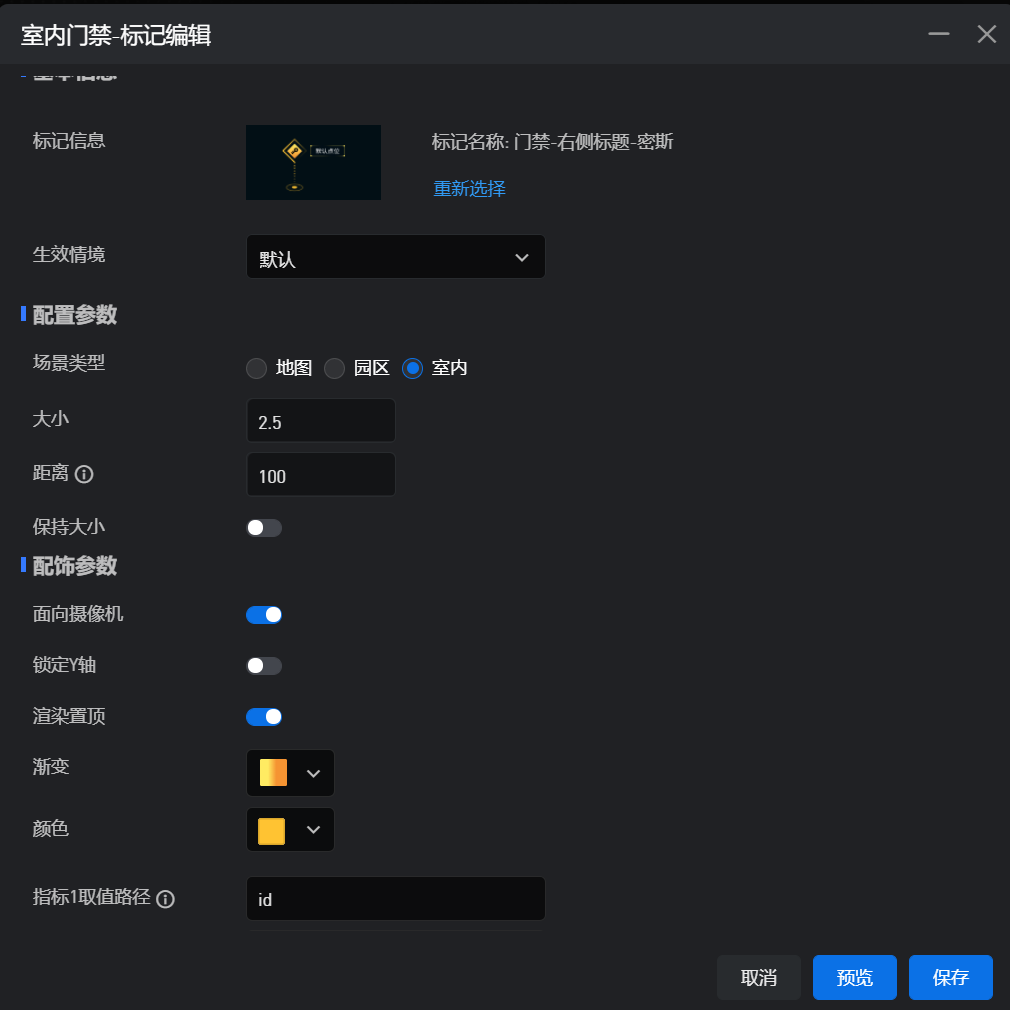 室内门禁-标记编辑
基本信息
标记信息
默认点位
标记名称: 门禁-右侧标题-密斯
重新选择
生效情境
默认
配置参数
场景类型
地图 园区 室内
大小
2.5
距离
100
保持大小
配饰参数
面向摄像机
锁定Y轴
渲染置顶
渐变
颜色
指标1取值路径
id
取消 预览 保存